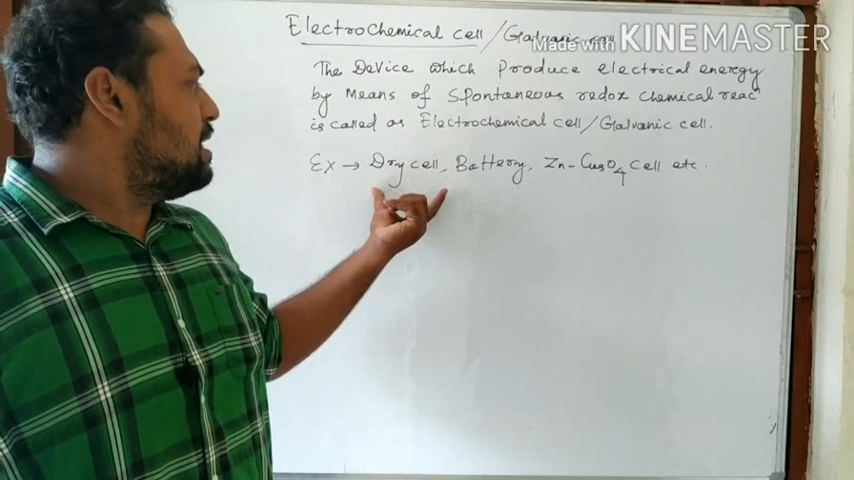 ElectroChemical cell/Galvanic cell
Made with KINEMASTER
The Device which Produce electrical energy
by Means of Spontaneous redox chemical reac
is called as Electrochemical cell/Galvanic cell.
Ex → Dry cell, Battery, Zn-CuSO4 Cell etc.